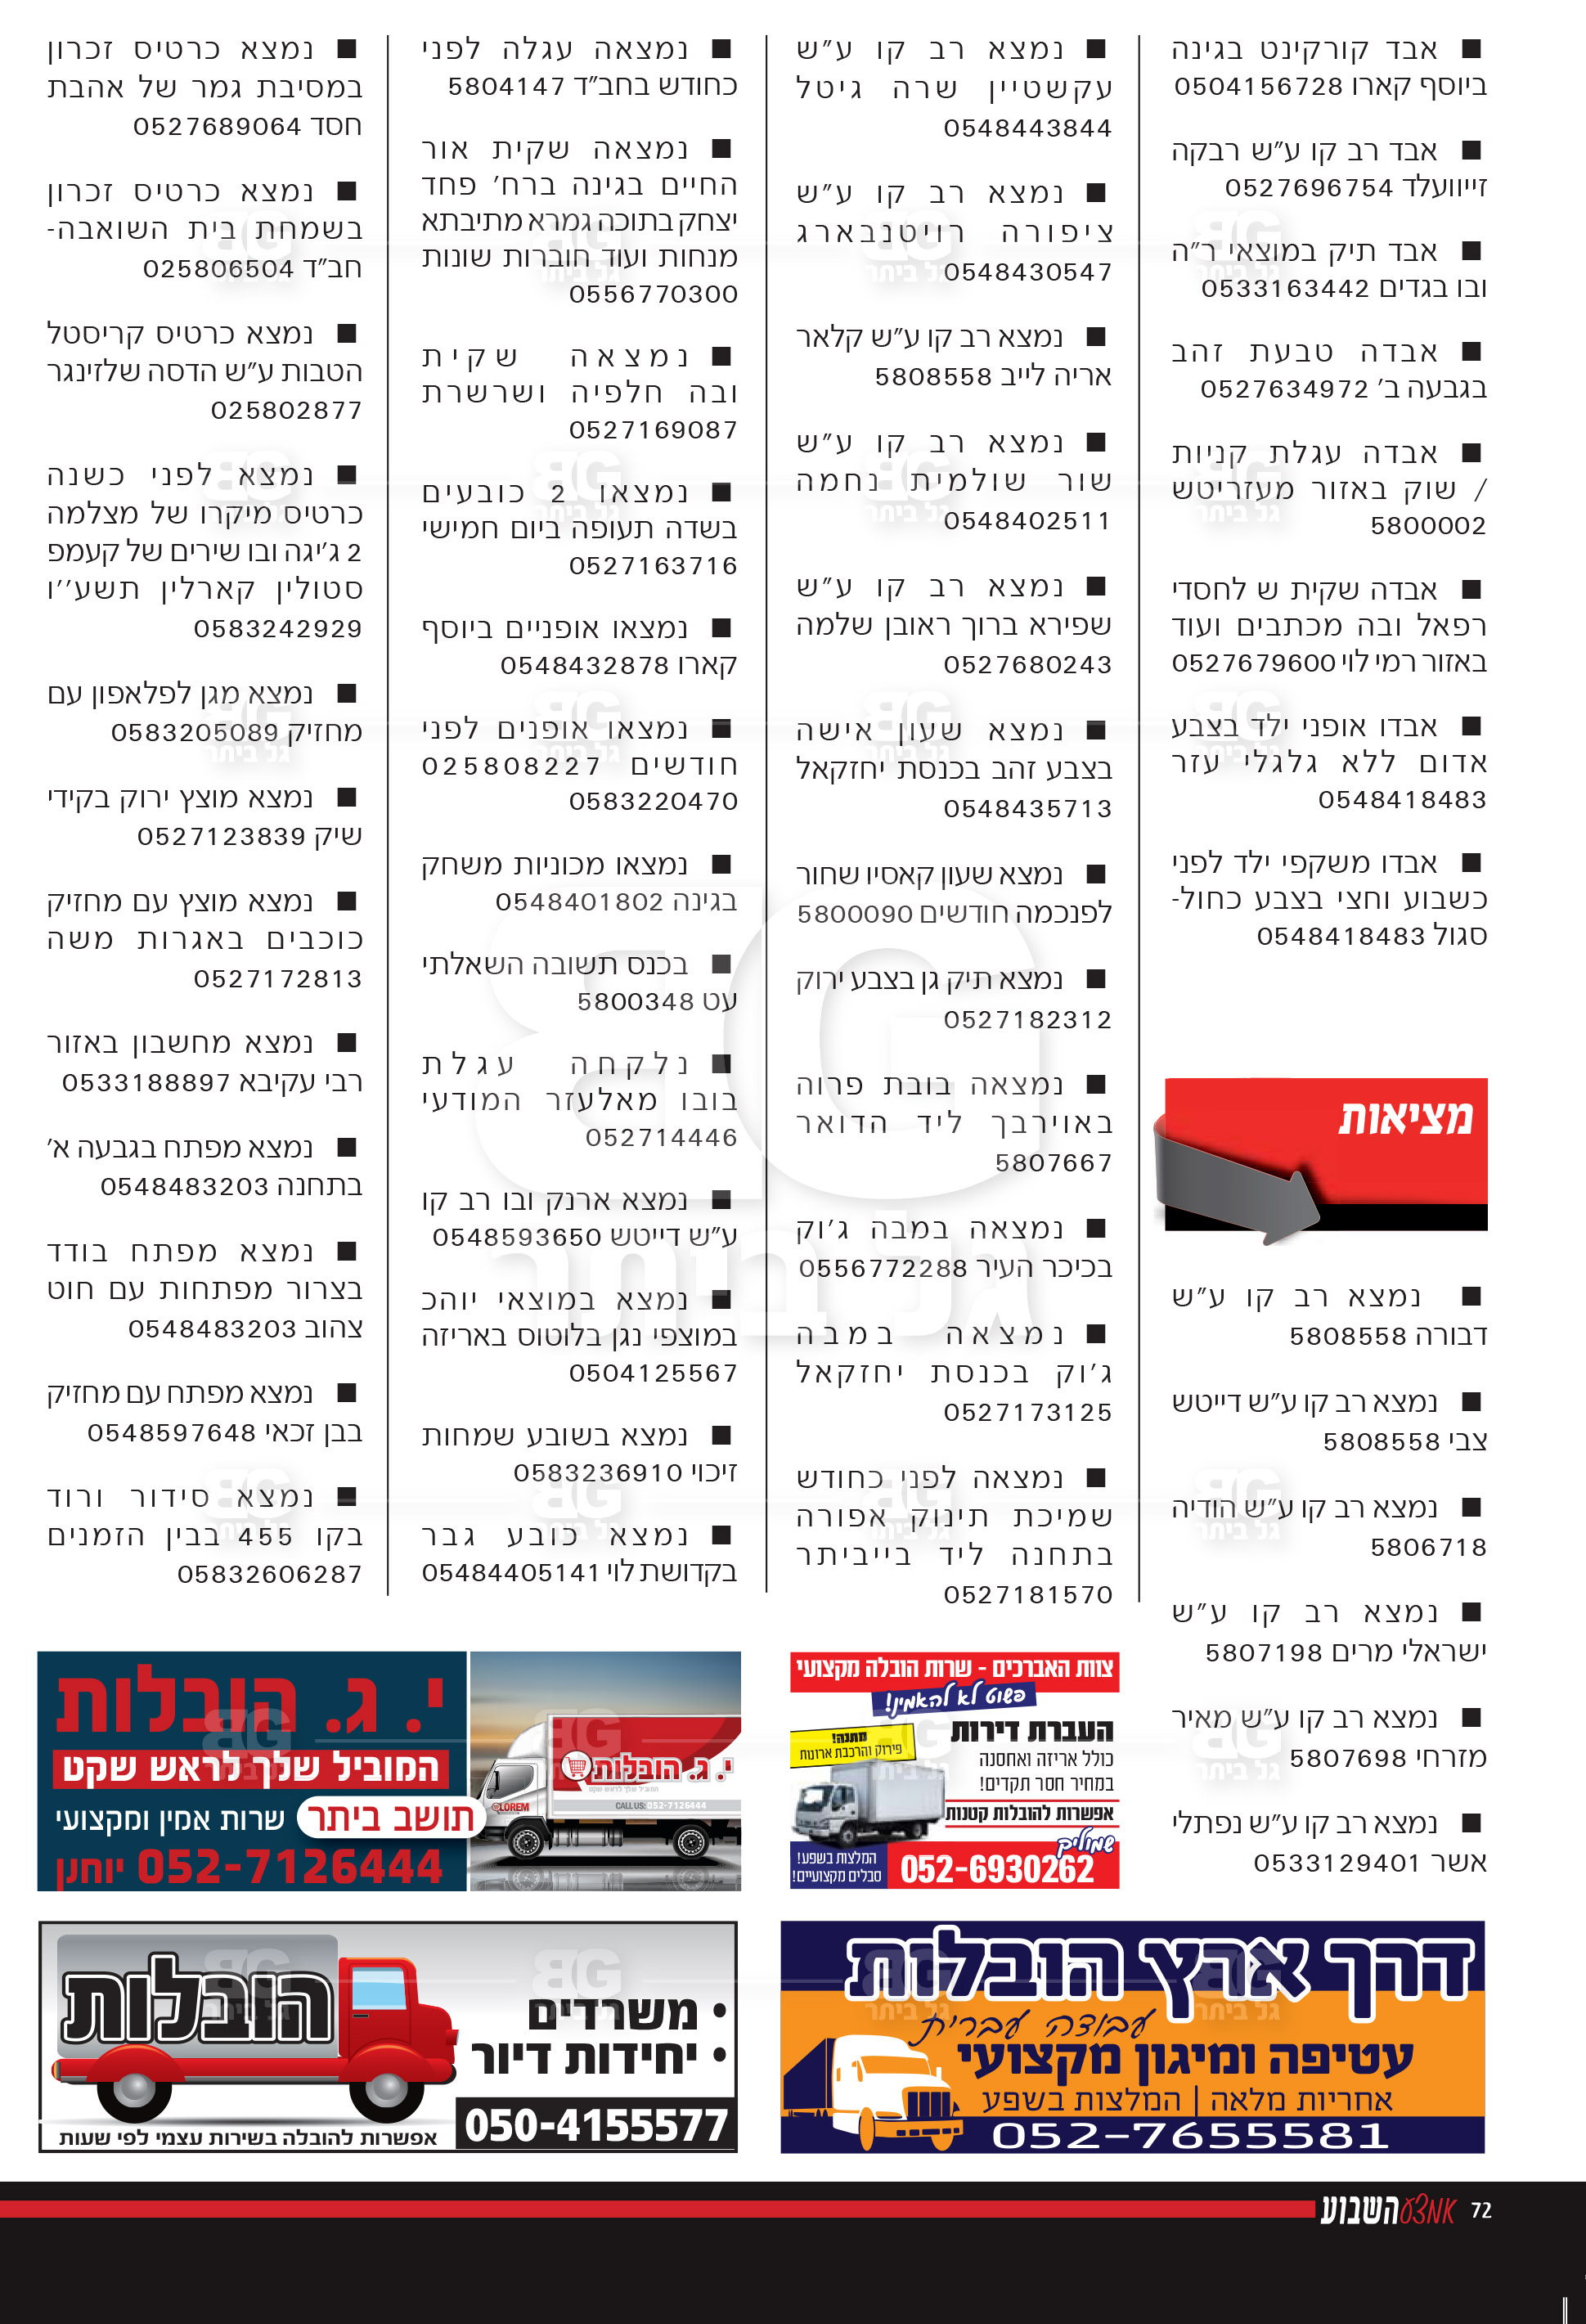 ■ אבד קורקינט בגינה
ביוסף קארו 0504156728
■ אבד רב קו ע"ש רבקה
זייוועלד 0527696754
■ אבד תיק במוצאי ר"ה
ובו בגדים 0533163442
■ אבדה טבעת זהב
בגבעה ב' 0527634972
■ אבדה עגלת קניות
/ שוק באזור מעזריטש
5800002
■ אבדה שקית ש לחסדי
רפאל ובה מכתבים ועוד
באזור רמי לוי 0527679600
■ אבדו אופני ילד בצבע
אדום ללא גלגלי עזר
0548418483
■ אבדו משקפי ילד לפני
כשבוע וחצי בצבע כחול-
סגול 0548418483
מציאות
■ נמצא רב קו ע"ש
דבורה 5808558
■ נמצא רב קו ע"ש דייטש
צבי 5808558
■ נמצא רב קו ע"ש הודיה
5806718
■ נמצא רב קו ע"ש
ישראלי מרים 5807198
■ נמצא רב קו ע"ש מאיר
מזרחי 5807698
■ נמצא רב קו ע"ש נפתלי
אשר 0533129401
■ נמצא רב קו ע"ש
עקשטיין שרה גיטל
0548443844
■ נמצא רב קו ע"ש
ציפורה רויטנבארג
0548430547
■ נמצא רב קו ע"ש קלאר
אריה לייב 5808558
■ נמצא רב קו ע"ש
שור שולמית נחמה
0548402511
■ נמצא רב קו ע"ש
שפירא ברוך ראובן שלמה
0527680243
■ נמצא שעון אישה
בצבע זהב בכנסת יחזקאל
0548435713
■ נמצא שעון קאסיו שחור
לפנכמה חודשים 5800090
■ נמצא תיק גן בצבע ירוק
0527182312
■ נמצאה בובת פרוה
באוירבך ליד הדואר
5807667
■ נמצאה במבה ג'וק
בכיכר העיר 0556772288
■ נמצאה במבה
ג'וק בכנסת יחזקאל
0527173125
■ נמצאה לפני כחודש
שמיכת תינוק אפורה
בתחנה ליד בייביתר
0527181570
■ נמצאה עגלה לפני
כחודש בחב"ד 5804147
■ נמצאה שקית אור
החיים בגינה ברח' פחד
יצחק בתוכה גמרא מתיבתא
מנחות ועוד חוברות שונות
0556770300
■ נמצאה שקית
ובה חלפיה ושרשרת
0527169087
■ נמצאו 2 כובעים
בשדה תעופה ביום חמישי
0527163716
■ נמצאו אופניים ביוסף
קארו 0548432878
■ נמצאו אופנים לפני
חודשים 025808227
0583220470
■ נמצאו מכוניות משחק
בגינה 0548401802
■ בכנס תשובה השאלתי
עט 5800348
■ נלקחה עגלת
בובו מאלעזר המודעי
052714446
■ נמצא ארנק ובו רב קו
ע"ש דייטש 0548593650
■ נמצא במוצאי יוהכ
במוצפי נגן בלוטוס באריזה
0504125567
■ נמצא בשובע שמחות
זיכוי 0583236910
■ נמצא כובע גבר
בקדושת לוי 05484405141
■ נמצא כרטיס זכרון
במסיבת גמר של אהבת
חסד 0527689064
■ נמצא כרטיס זכרון
בשמחת בית השואבה-
חב"ד 025806504
■ נמצא כרטיס קריסטל
הטבות ע"ש הדסה שלזינגר
025802877
■ נמצא לפני כשנה
כרטיס מיקרו של מצלמה
2 ג'יגה ובו שירים של קעמפ
סטולין קארלין תשע''ו
0583242929
■ נמצא מגן לפלאפון עם
מחזיק 0583205089
■ נמצא מוצץ ירוק בקידי
שיק 0527123839
■ נמצא מוצץ עם מחזיק
כוכבים באגרות משה
0527172813
■ נמצא מחשבון באזור
רבי עקיבא 0533188897
■ נמצא מפתח בגבעה א'
בתחנה 0548483203
■ נמצא מפתח בודד
בצרור מפתחות עם חוט
צהוב 0548483203
■ נמצא מפתח עם מחזיק
בבן זכאי 0548597648
■ נמצא סידור ורוד
בקו 455 בבין הזמנים
05832606287
צוות האברכים - שרות הובלה מקצועי
פשוט לא להאמין!
העברת דירות
מתנה!
פירוק והרכבת ארונות
כולל אריזה ואחסנה
במחיר חסר תקדים!
אפשרות להובלות קטנות
שמוליק
052-6930262
המלצות בשפע!
סבלים מקצועיים!
י. ג. הובלות
המוביל שלך לראש שקט
תושב ביתר שרות אמין ומקצועי
052-7126444 יוחנן
י. ג. הובלות
המוביל שלך לראש שקט
CALL US: 052-7126444
LOREM
דרך ארץ הובלות
עבודה עברית
עטיפה ומיגון מקצועי
אחריות מלאה | המלצות בשפע
052-7655581
הובלות
• משרדים
• יחידות דיור
050-4155577
אפשרות להובלה בשירות עצמי לפי שעות
72 אמצע השבוע
BG
גל ביתר